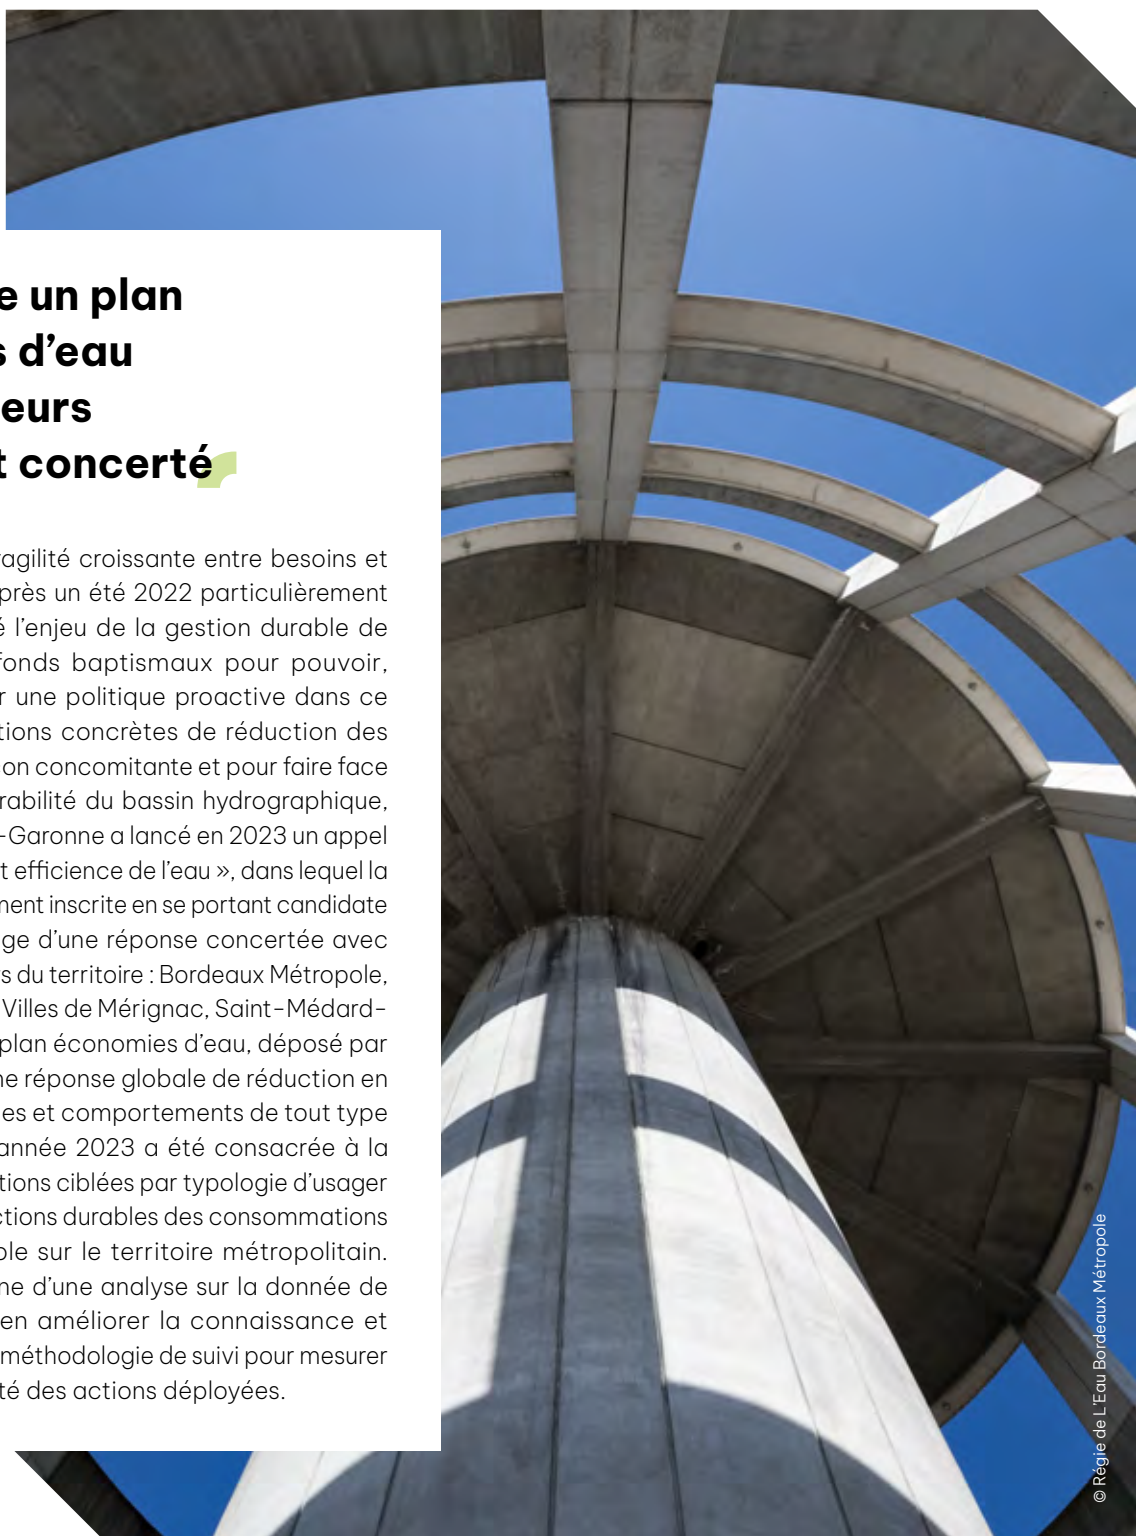 e un plan
s d’eau
eurs
t concerté
agilité croissante entre besoins et
près un été 2022 particulièrement
é l’enjeu de la gestion durable de
fonds baptismaux pour pouvoir,
r une politique proactive dans ce
tions concrètes de réduction des
on concomitante et pour faire face
rabilité du bassin hydrographique,
-Garonne a lancé en 2023 un appel
t efficience de l’eau », dans lequel la
ment inscrite en se portant candidate
ge d’une réponse concertée avec
s du territoire : Bordeaux Métropole,
Villes de Mérignac, Saint-Médard-
plan économies d’eau, déposé par
ne réponse globale de réduction en
es et comportements de tout type
année 2023 a été consacrée à la
tions ciblées par typologie d’usager
ctions durables des consommations
ble sur le territoire métropolitain.
ne d’une analyse sur la donnée de
en améliorer la connaissance et
méthodologie de suivi pour mesurer
té des actions déployées.
© Régie de L’Eau Bordeaux Métropole